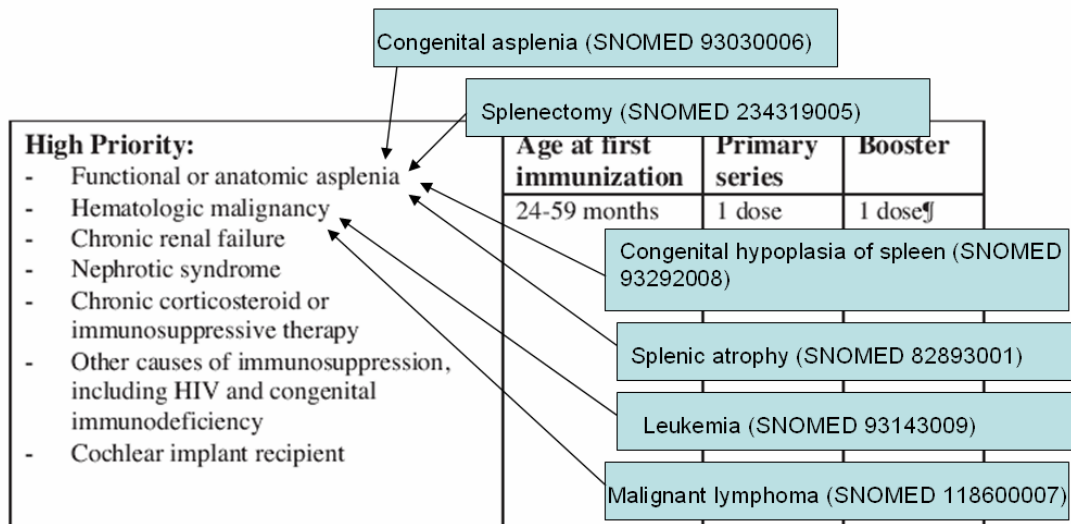 Congenital asplenia (SNOMED 93030006)
Splenectomy (SNOMED 234319005)
High Priority:
- Functional or anatomic asplenia
- Hematologic malignancy
- Chronic renal failure
- Nephrotic syndrome
- Chronic corticosteroid or
immunosuppressive therapy
- Other causes of immunosuppression,
including HIV and congenital
immunodeficiency
- Cochlear implant recipient
Age at first
immunization
Primary
series
Booster
24-59 months
1 dose
1 dose¶
Congenital hypoplasia of spleen (SNOMED
93292008)
Splenic atrophy (SNOMED 82893001)
Leukemia (SNOMED 93143009)
Malignant lymphoma (SNOMED 118600007)